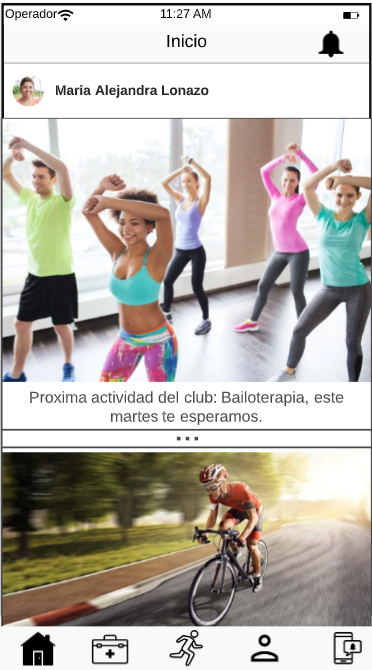 Operador 11:27 AM
Inicio
Maria Alejandra Lonazo
Proxima actividad del club: Bailoterapia, este
martes te esperamos.